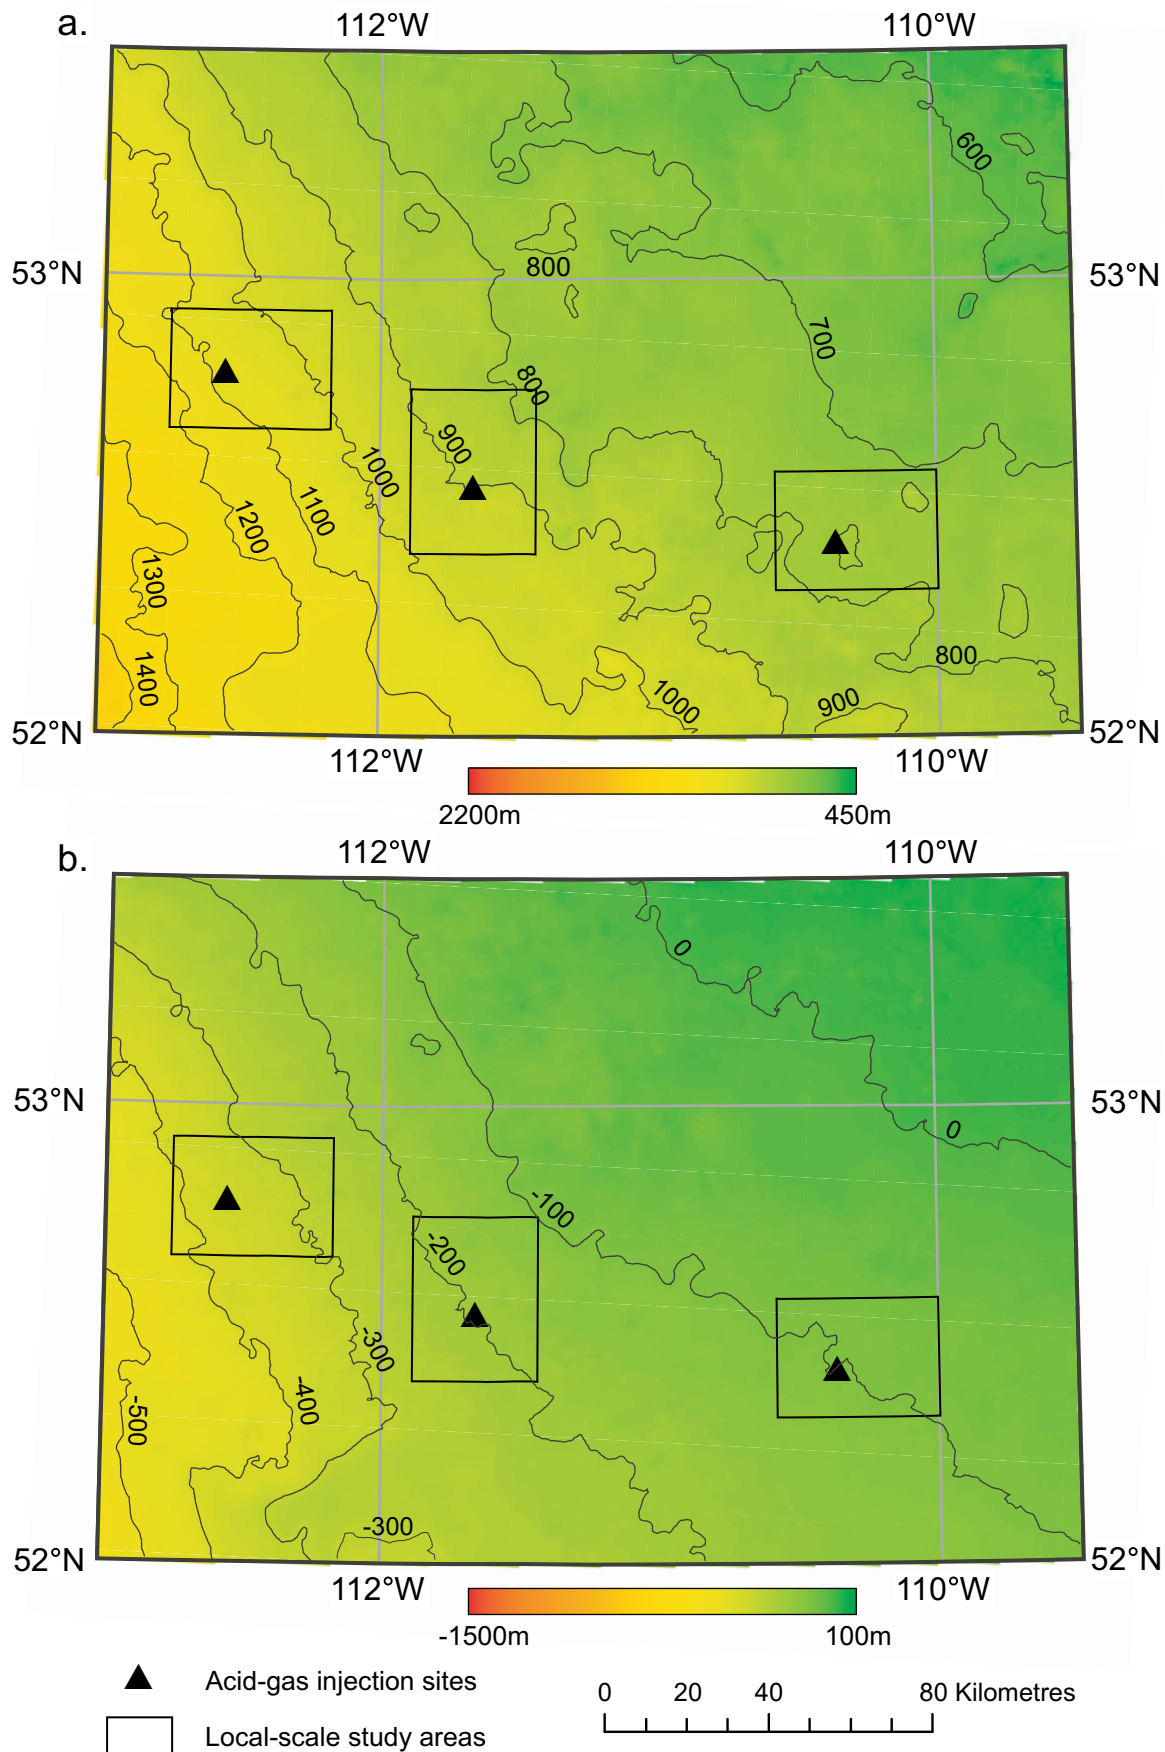 a.
112°W 110°W
600
53°N 800 53°N
700
800
900
1000
1100
1200
1300
1400
800
1000
900
52°N 52°N
112°W 110°W
2200m 450m
b.
112°W 110°W
0
53°N 53°N
0
-100
-200
-300
-400
-500
-300
52°N 52°N
112°W 110°W
-1500m 100m
Acid-gas injection sites
0 20 40 80 Kilometres
Local-scale study areas